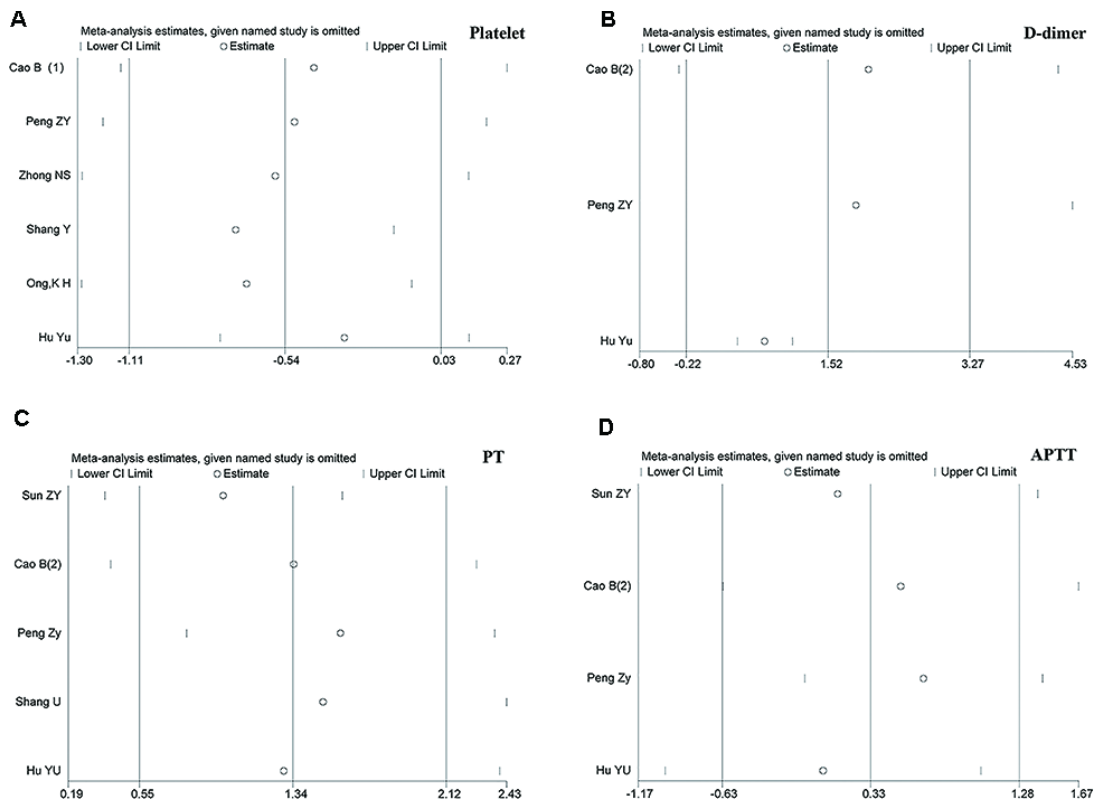 A
Meta-analysis estimates, given named study is omitted
Platelet
Lower CI Limit Estimate Upper CI Limit
Cao B (1)
Peng ZY
Zhong NS
Shang Y
Ong,K H
Hu Yu
-1.30 -1.11 -0.54 0.03 0.27
B
Meta-analysis estimates, given named study is omitted
D-dimer
Lower CI Limit Estimate Upper CI Limit
Cao B(2)
Peng ZY
Hu Yu
-0.80 -0.22 1.52 3.27 4.53
C
Meta-analysis estimates, given named study is omitted
PT
Lower CI Limit Estimate Upper CI Limit
Sun ZY
Cao B(2)
Peng Zy
Shang U
Hu YU
0.19 0.55 1.34 2.12 2.43
D
Meta-analysis estimates, given named study is omitted
APTT
Lower CI Limit Estimate Upper CI Limit
Sun ZY
Cao B(2)
Peng Zy
Hu YU
-1.17 -0.63 0.33 1.28 1.67